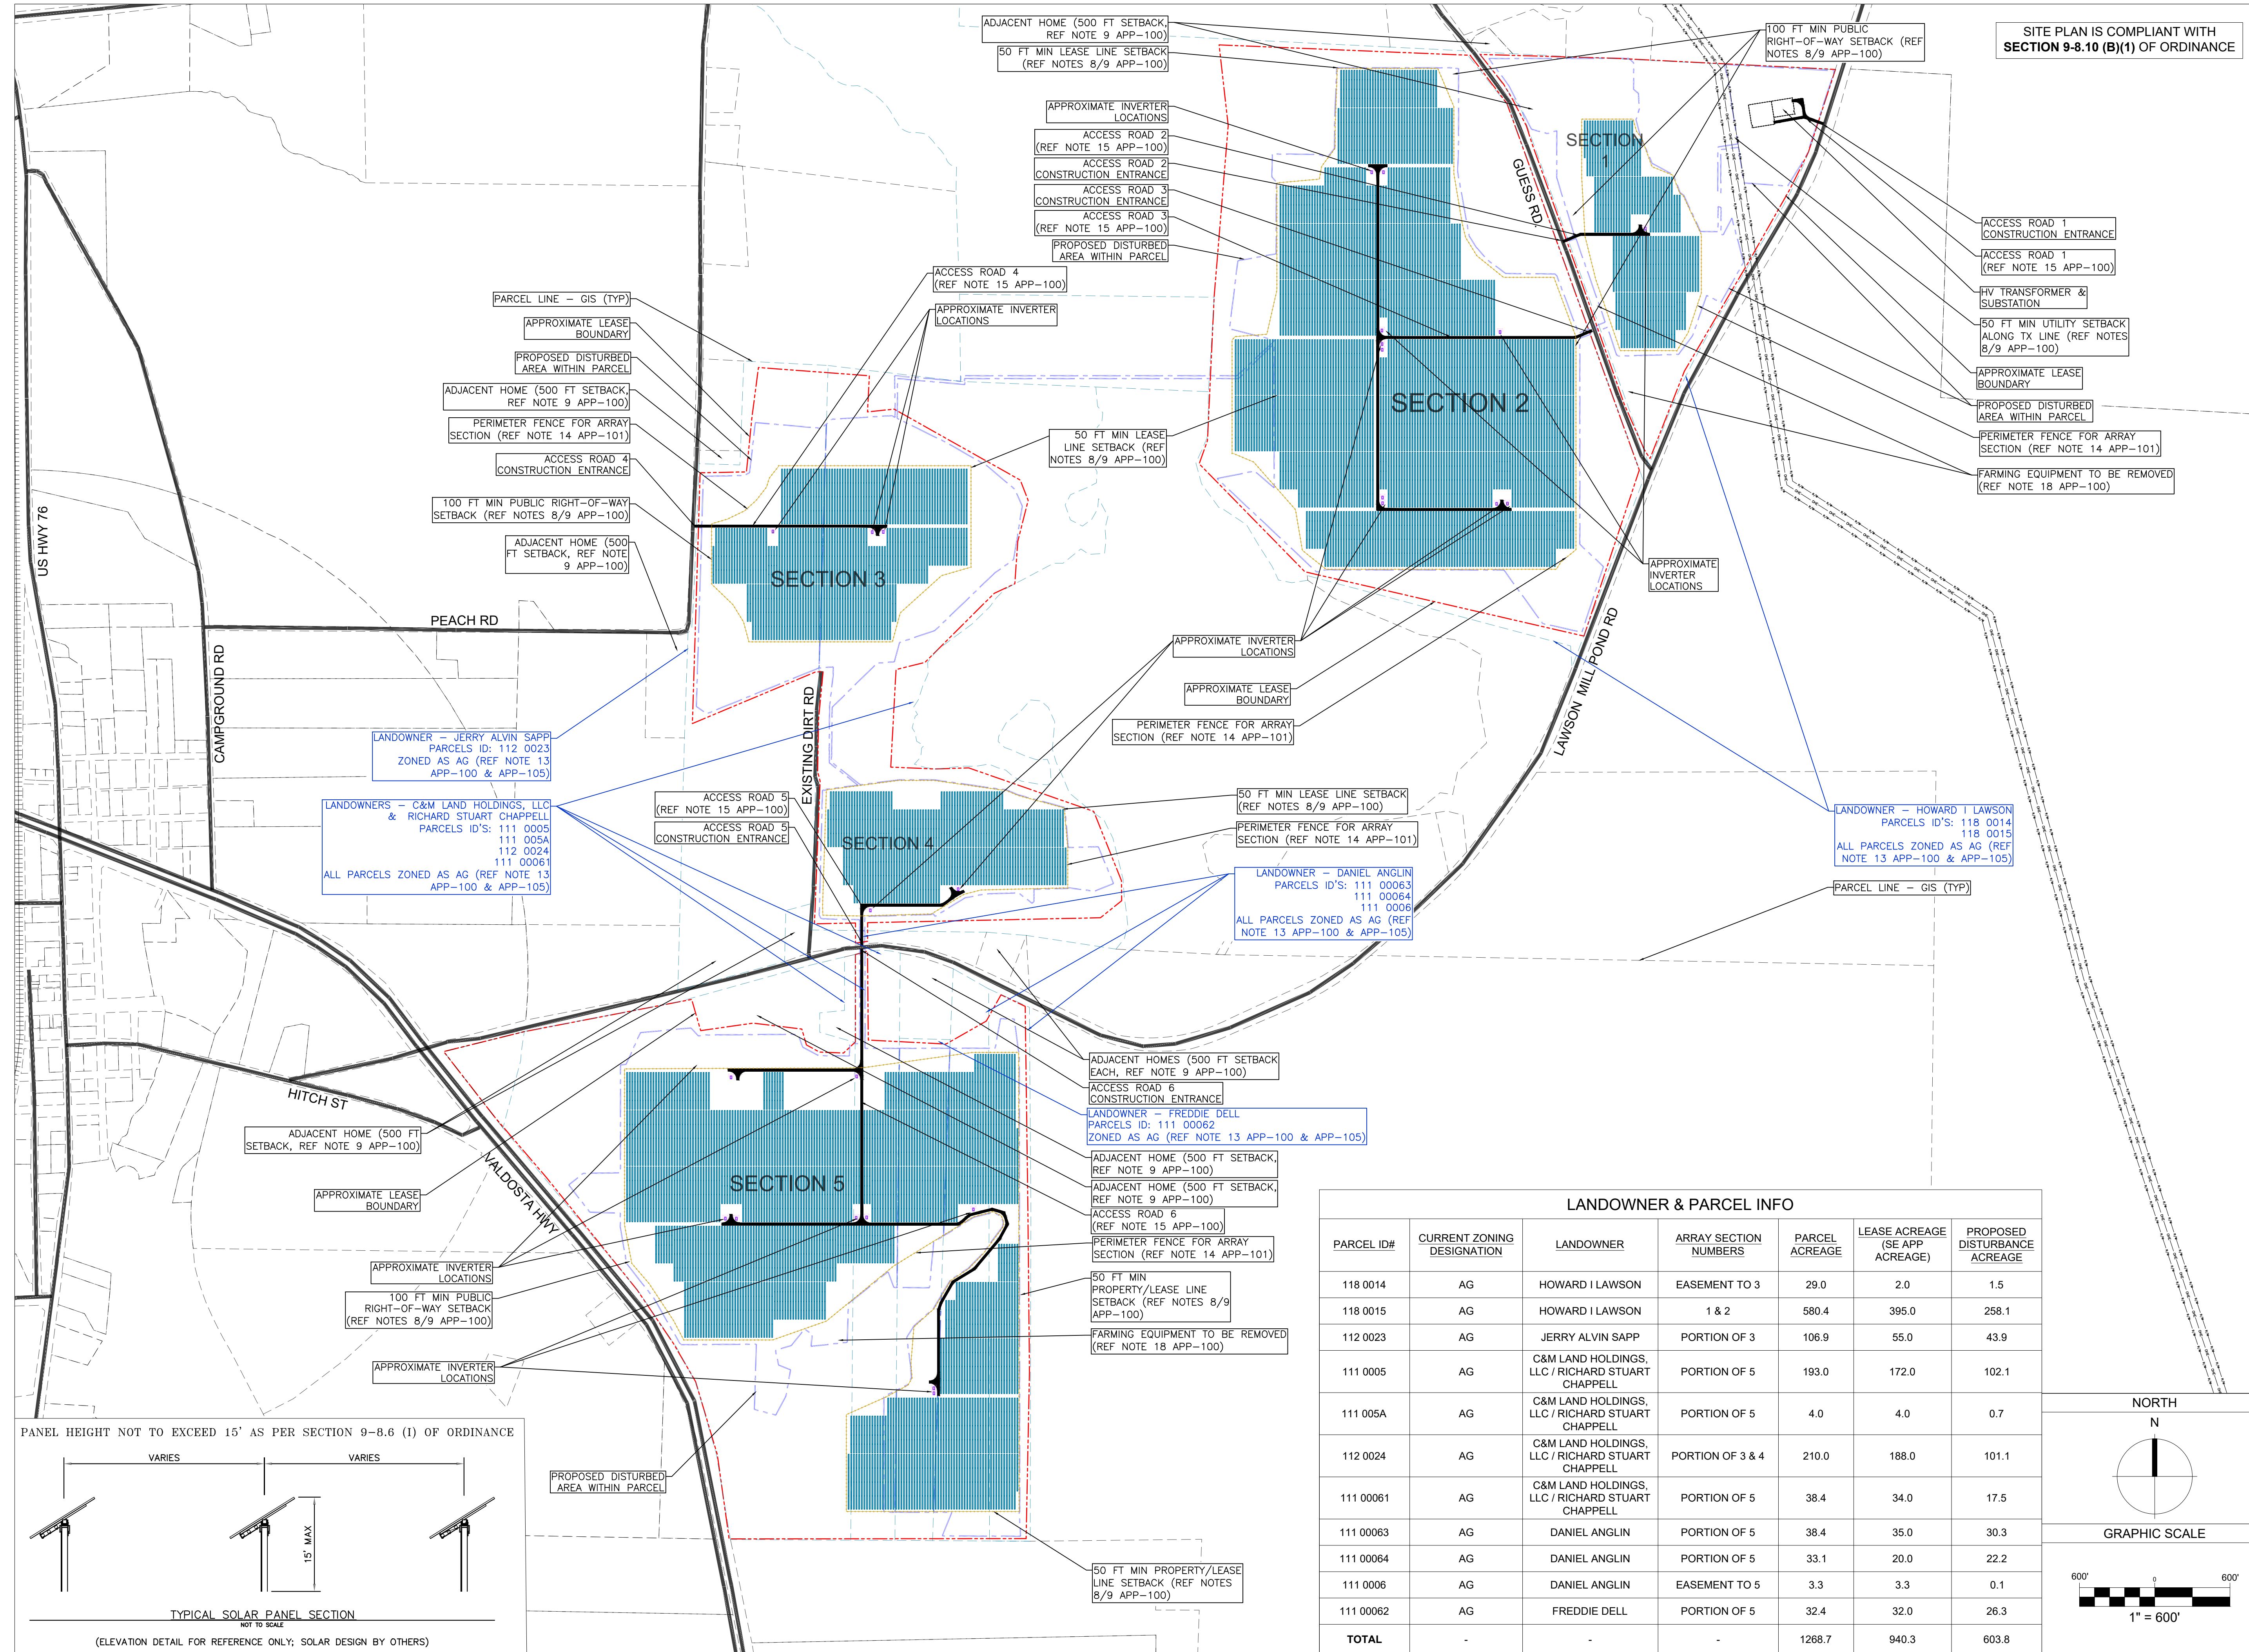 SITE PLAN IS COMPLIANT WITH
SECTION 9-8.10 (B)(1) OF ORDINANCE
ADJACENT HOME (500 FT SETBACK,
REF NOTE 9 APP-100)
50 FT MIN LEASE LINE SETBACK
(REF NOTES 8/9 APP-100)
100 FT MIN PUBLIC
RIGHT-OF-WAY SETBACK (REF
NOTES 8/9 APP-100)
APPROXIMATE INVERTER
LOCATIONS
ACCESS ROAD 2
(REF NOTE 15 APP-100)
ACCESS ROAD 2
CONSTRUCTION ENTRANCE
ACCESS ROAD 3
CONSTRUCTION ENTRANCE
ACCESS ROAD 3
(REF NOTE 15 APP-100)
PROPOSED DISTURBED
AREA WITHIN PARCEL
SECTION
1
GUESS RD.
SECTION 2
ACCESS ROAD 1
CONSTRUCTION ENTRANCE
ACCESS ROAD 1
(REF NOTE 15 APP-100)
HV TRANSFORMER &
SUBSTATION
50 FT MIN UTILITY SETBACK
ALONG TX LINE (REF NOTES
8/9 APP-100)
APPROXIMATE LEASE
BOUNDARY
PROPOSED DISTURBED
AREA WITHIN PARCEL
PERIMETER FENCE FOR ARRAY
SECTION (REF NOTE 14 APP-101)
FARMING EQUIPMENT TO BE REMOVED
(REF NOTE 18 APP-100)
ACCESS ROAD 4
(REF NOTE 15 APP-100)
APPROXIMATE INVERTER
LOCATIONS
PARCEL LINE - GIS (TYP)
APPROXIMATE LEASE
BOUNDARY
PROPOSED DISTURBED
AREA WITHIN PARCEL
ADJACENT HOME (500 FT SETBACK,
REF NOTE 9 APP-100)
PERIMETER FENCE FOR ARRAY
SECTION (REF NOTE 14 APP-101)
ACCESS ROAD 4
CONSTRUCTION ENTRANCE
100 FT MIN PUBLIC RIGHT-OF-WAY
SETBACK (REF NOTES 8/9 APP-100)
ADJACENT HOME (500
FT SETBACK, REF NOTE
9 APP-100)
50 FT MIN LEASE
LINE SETBACK (REF
NOTES 8/9 APP-100)
SECTION 3
US HWY 76
PEACH RD
CAMPGROUND RD
EXISTING DIRT RD
LAWSON MILL POND RD
APPROXIMATE
INVERTER
LOCATIONS
APPROXIMATE INVERTER
LOCATIONS
APPROXIMATE LEASE
BOUNDARY
PERIMETER FENCE FOR ARRAY
SECTION (REF NOTE 14 APP-101)
LANDOWNER - JERRY ALVIN SAPP
PARCELS ID: 112 0023
ZONED AS AG (REF NOTE 13
APP-100 & APP-105)
LANDOWNERS - C&M LAND HOLDINGS, LLC
& RICHARD STUART CHAPPELL
PARCELS ID'S: 111 0005
111 005A
112 0024
111 00061
ALL PARCELS ZONED AS AG (REF NOTE 13
APP-100 & APP-105)
ACCESS ROAD 5
(REF NOTE 15 APP-100)
ACCESS ROAD 5
CONSTRUCTION ENTRANCE
SECTION 4
50 FT MIN LEASE LINE SETBACK
(REF NOTES 8/9 APP-100)
PERIMETER FENCE FOR ARRAY
SECTION (REF NOTE 14 APP-101)
LANDOWNER - DANIEL ANGLIN
PARCELS ID'S: 111 00063
111 00064
111 0006
ALL PARCELS ZONED AS AG (REF
NOTE 13 APP-100 & APP-105)
LANDOWNER - HOWARD I LAWSON
PARCELS ID'S: 118 0014
118 0015
ALL PARCELS ZONED AS AG (REF
NOTE 13 APP-100 & APP-105)
PARCEL LINE - GIS (TYP)
HITCH ST
VALDOSTA HWY
ADJACENT HOME (500 FT
SETBACK, REF NOTE 9 APP-100)
APPROXIMATE LEASE
BOUNDARY
APPROXIMATE INVERTER
LOCATIONS
100 FT MIN PUBLIC
RIGHT-OF-WAY SETBACK
(REF NOTES 8/9 APP-100)
APPROXIMATE INVERTER
LOCATIONS
PROPOSED DISTURBED
AREA WITHIN PARCEL
SECTION 5
ADJACENT HOMES (500 FT SETBACK
EACH, REF NOTE 9 APP-100)
ACCESS ROAD 6
CONSTRUCTION ENTRANCE
LANDOWNER - FREDDIE DELL
PARCELS ID: 111 00062
ZONED AS AG (REF NOTE 13 APP-100 & APP-105)
ADJACENT HOME (500 FT SETBACK,
REF NOTE 9 APP-100)
ADJACENT HOME (500 FT SETBACK,
REF NOTE 9 APP-100)
ACCESS ROAD 6
(REF NOTE 15 APP-100)
PERIMETER FENCE FOR ARRAY
SECTION (REF NOTE 14 APP-101)
50 FT MIN
PROPERTY/LEASE LINE
SETBACK (REF NOTES 8/9
APP-100)
FARMING EQUIPMENT TO BE REMOVED
(REF NOTE 18 APP-100)
50 FT MIN PROPERTY/LEASE
LINE SETBACK (REF NOTES
8/9 APP-100)
PANEL HEIGHT NOT TO EXCEED 15' AS PER SECTION 9-8.6 (I) OF ORDINANCE
VARIES VARIES
15' MAX
TYPICAL SOLAR PANEL SECTION
NOT TO SCALE
(ELEVATION DETAIL FOR REFERENCE ONLY; SOLAR DESIGN BY OTHERS)
LANDOWNER & PARCEL INFO
PARCEL ID# CURRENT ZONING DESIGNATION LANDOWNER ARRAY SECTION NUMBERS PARCEL ACREAGE LEASE ACREAGE (SE APP ACREAGE) PROPOSED DISTURBANCE ACREAGE
118 0014 AG HOWARD I LAWSON EASEMENT TO 3 29.0 2.0 1.5
118 0015 AG HOWARD I LAWSON 1 & 2 580.4 395.0 258.1
112 0023 AG JERRY ALVIN SAPP PORTION OF 3 106.9 55.0 43.9
111 0005 AG C&M LAND HOLDINGS, LLC / RICHARD STUART CHAPPELL PORTION OF 5 193.0 172.0 102.1
111 005A AG C&M LAND HOLDINGS, LLC / RICHARD STUART CHAPPELL PORTION OF 5 4.0 4.0 0.7
112 0024 AG C&M LAND HOLDINGS, LLC / RICHARD STUART CHAPPELL PORTION OF 3 & 4 210.0 188.0 101.1
111 00061 AG C&M LAND HOLDINGS, LLC / RICHARD STUART CHAPPELL PORTION OF 5 38.4 34.0 17.5
111 00063 AG DANIEL ANGLIN PORTION OF 5 38.4 35.0 30.3
111 00064 AG DANIEL ANGLIN PORTION OF 5 33.1 20.0 22.2
111 0006 AG DANIEL ANGLIN EASEMENT TO 5 3.3 3.3 0.1
111 00062 AG FREDDIE DELL PORTION OF 5 32.4 32.0 26.3
TOTAL - - - 1268.7 940.3 603.8
NORTH
N
GRAPHIC SCALE
600' 0 600'
1" = 600'